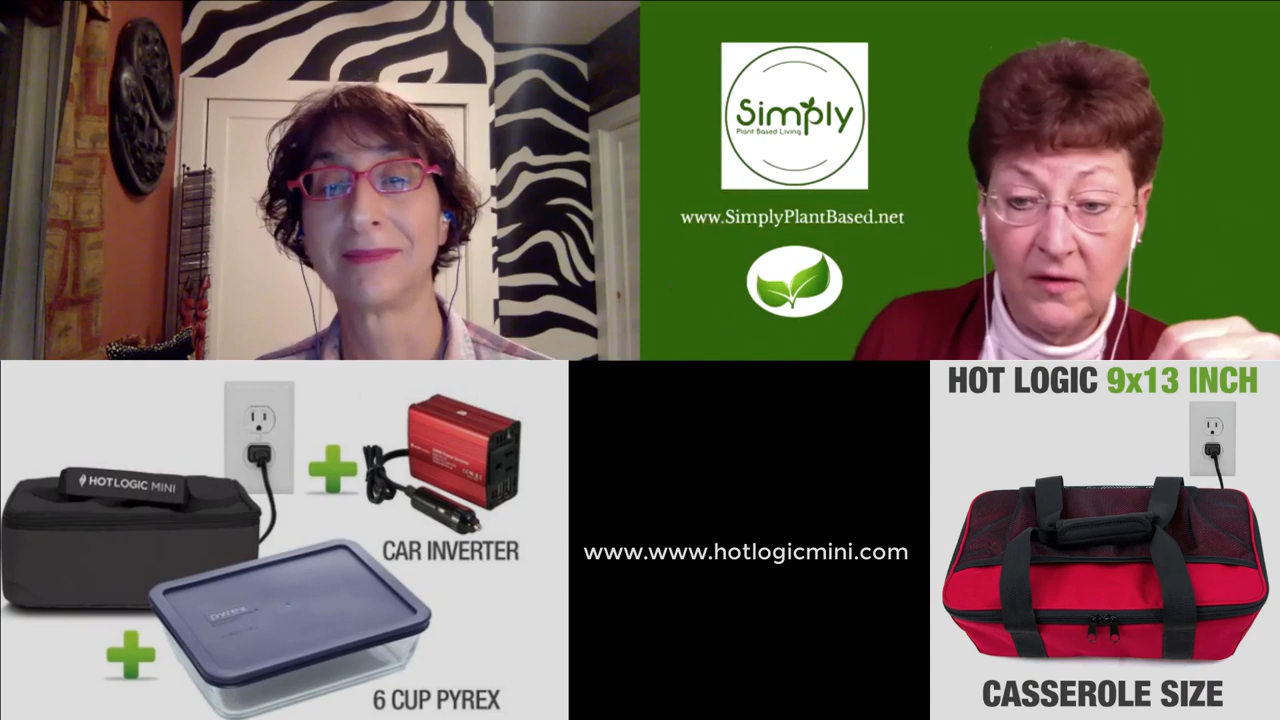 Simply
Plant Based Living
www.SimplyPlantBased.net
HOTLOGIC MINI
CAR INVERTER
pyrex
6 CUP PYREX
www.www.hotlogicmini.com
HOT LOGIC 9x13 INCH
CASSEROLE SIZE